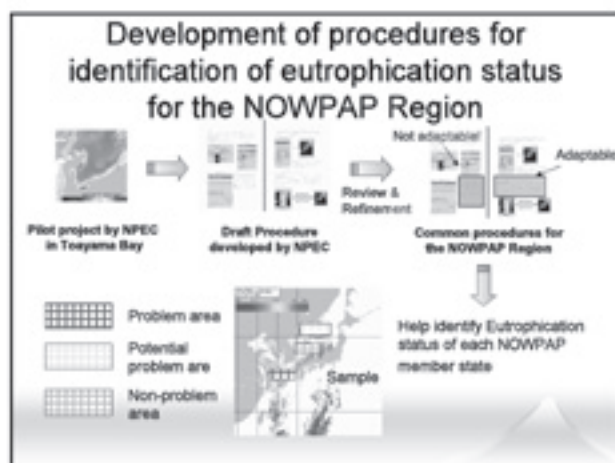 Development of procedures for
identification of eutrophication status
for the NOWPAP Region
Not adaptable!
Adaptable
Review &
Refinement
Pilot project by NPEC
in Toayama Bay
Draft Procedure
developed by NPEC
Common procedures for
the NOWPAP Region
Problem area
Potential
problem are
Non-problem
area
Sample
Help identify Eutrophication
status of each NOWPAP
member state